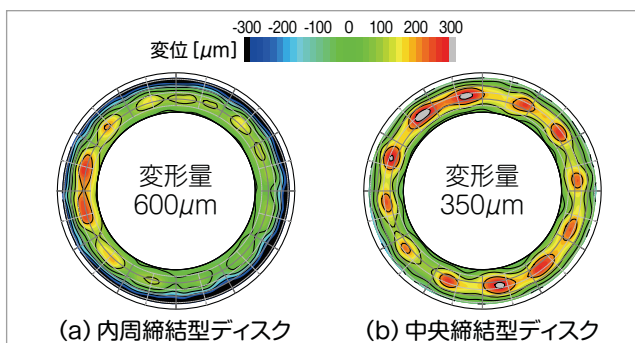 -300 -200 -100 0 100 200 300
変位 [μm]
変形量
600μm
変形量
350μm
(a) 内周締結型ディスク
(b) 中央締結型ディスク